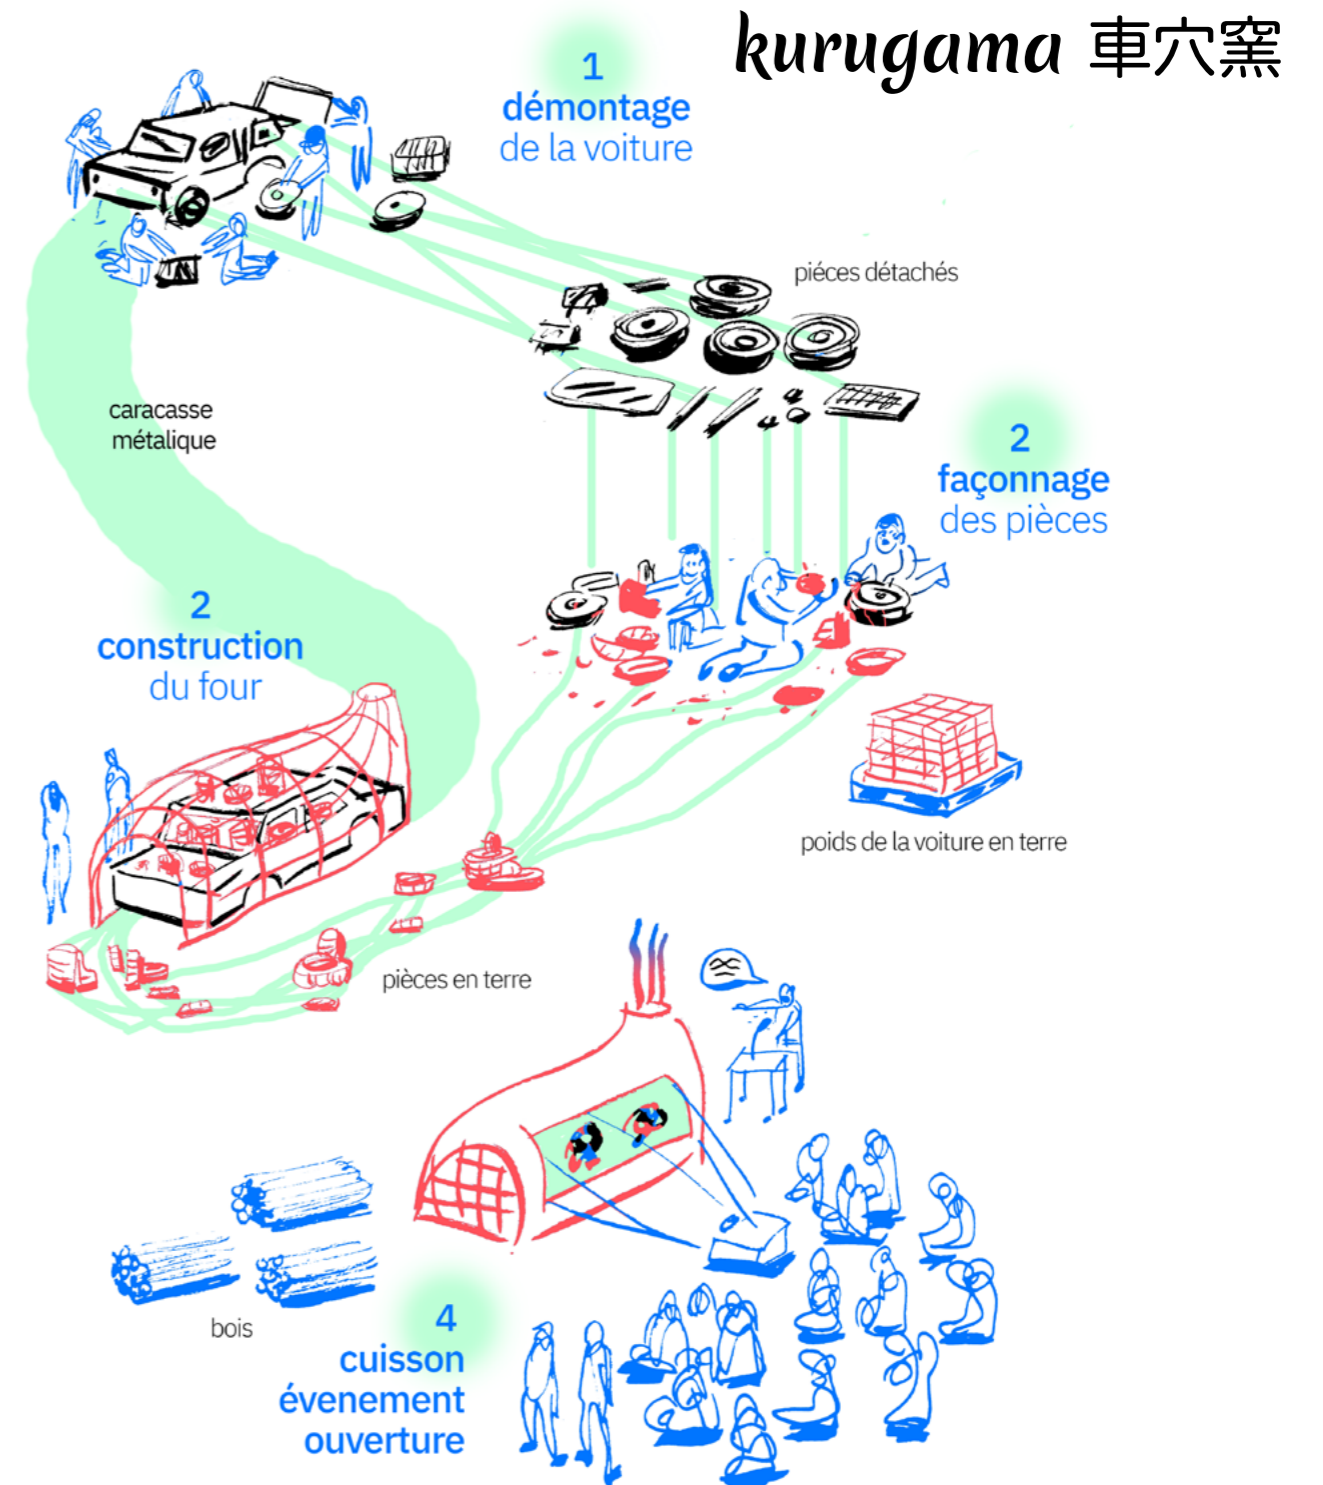 kurugama 車穴窯
1
démontage
de la voiture
piéces détachés
caracasse
métalique
2
façonnage
des pièces
2
construction
du four
poids de la voiture en terre
pièces en terre
bois
4
cuisson
évenement
ouverture